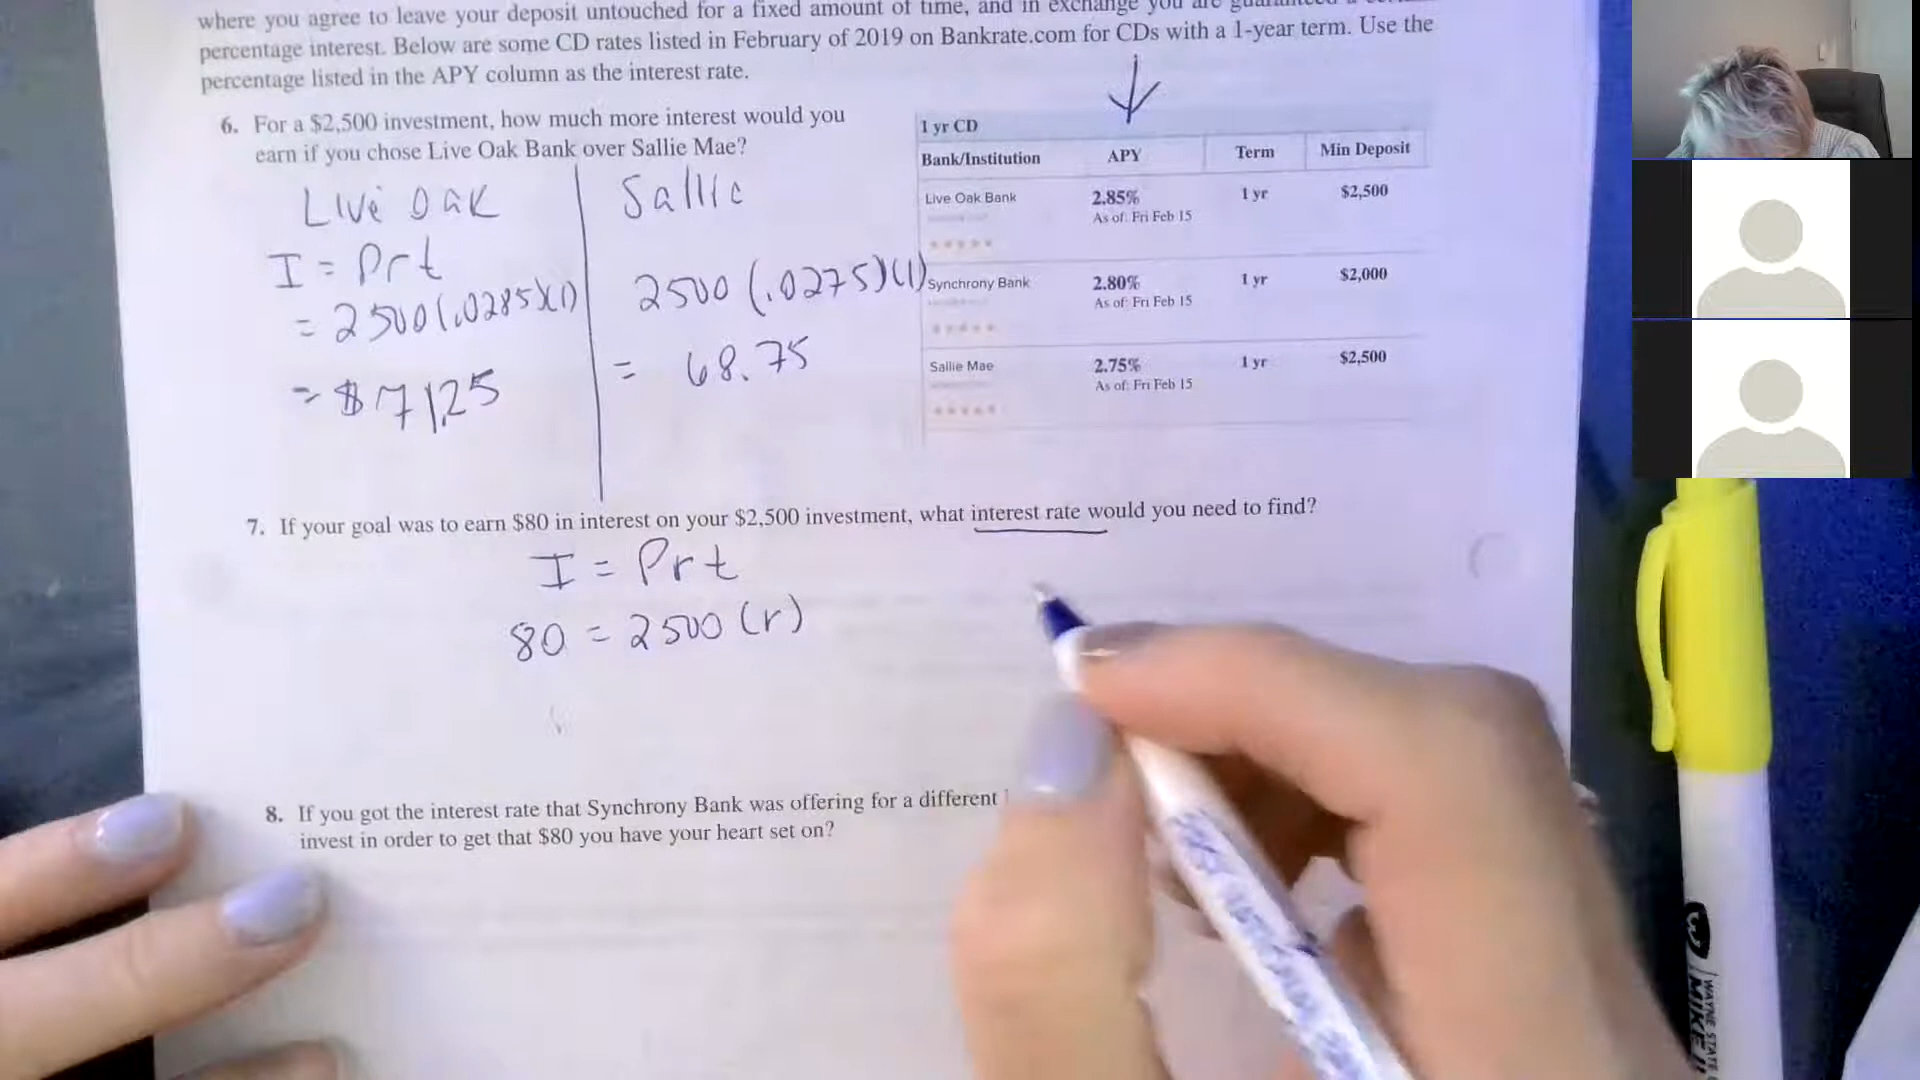 where you agree to leave your deposit untouched for a fixed amount of time, and in exchange you are
percentage interest. Below are some CD rates listed in February of 2019 on Bankrate.com for CDs with a 1-year term. Use the
percentage listed in the APY column as the interest rate.
6. For a $2,500 investment, how much more interest would you
earn if you chose Live Oak Bank over Sallie Mae?
Live Oak
I = Prt
= 2500(.0285)(1)
= $71.25
Sallie
2500 (.0275)(1)
= 68.75
1 yr CD
Bank/Institution APY Term Min Deposit
Live Oak Bank 2.85% 1 yr $2,500
As of: Fri Feb 15
Synchrony Bank 2.80% 1 yr $2,000
As of: Fri Feb 15
Sallie Mae 2.75% 1 yr $2,500
As of: Fri Feb 15
7. If your goal was to earn $80 in interest on your $2,500 investment, what interest rate would you need to find?
I = Prt
80 = 2500 (r)
8. If you got the interest rate that Synchrony Bank was offering for a different
invest in order to get that $80 you have your heart set on?
WAYNE STATE